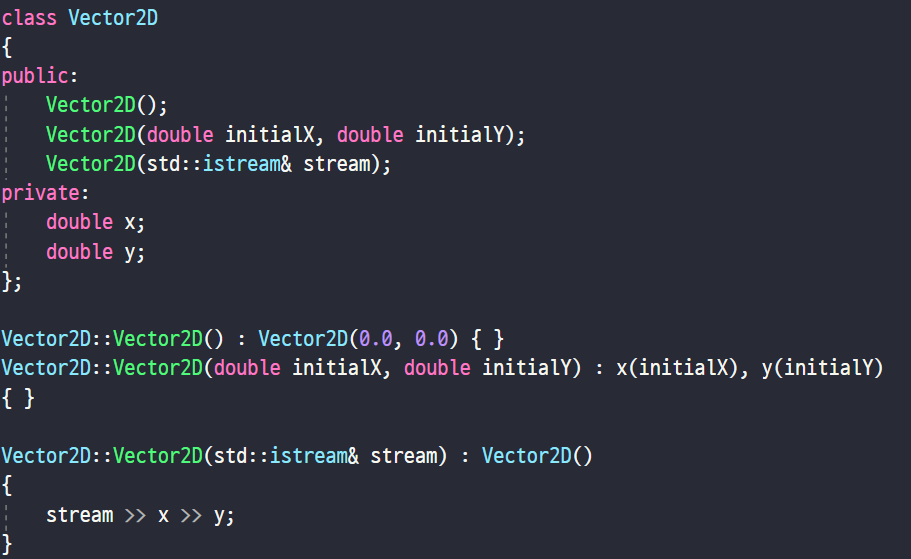 class Vector2D
{
public:
    Vector2D();
    Vector2D(double initialX, double initialY);
    Vector2D(std::istream& stream);
private:
    double x;
    double y;
};

Vector2D::Vector2D() : Vector2D(0.0, 0.0) { }
Vector2D::Vector2D(double initialX, double initialY) : x(initialX), y(initialY)
{ }

Vector2D::Vector2D(std::istream& stream) : Vector2D()
{
    stream >> x >> y;
}